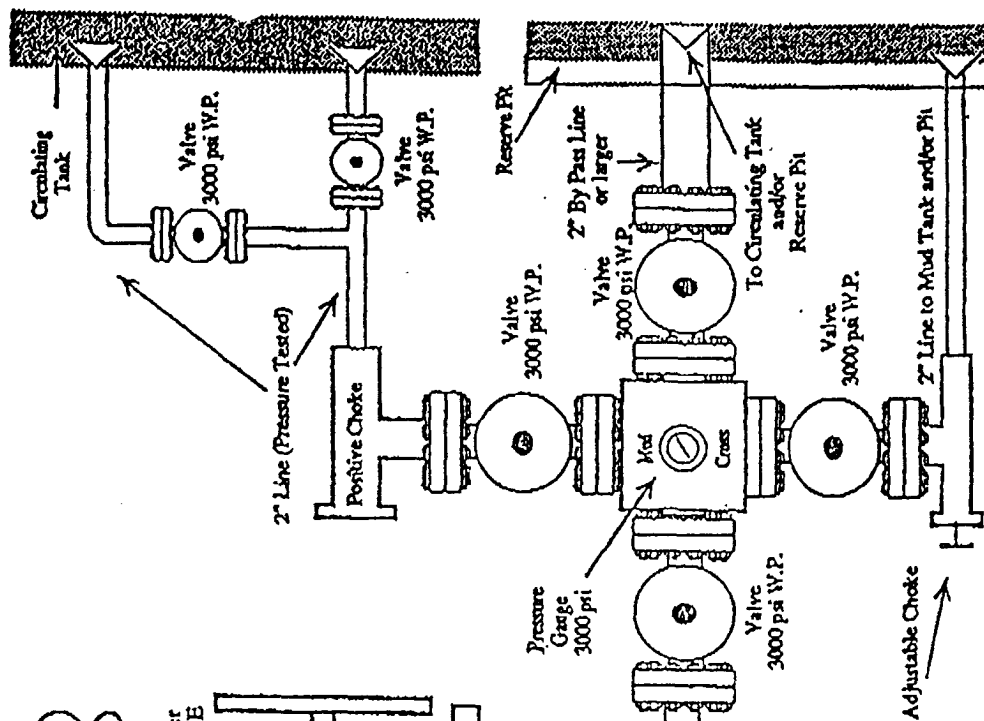 Circulating
Tank
Valve
3000 psi W.P.
Valve
3000 psi W.P.
2" Line (Pressure Tested)
Positive Choke
Reserve Pit
2" By Pass Line
or larger
To Circulating Tank
and/or
Reserve Pit
Valve
3000 psi W.P.
Valve
3000 psi W.P.
Valve
3000 psi W.P.
2" Line to Mud Tank and/or Pit
Mud
Cross
Pressure
Gauge
3000 psi
Valve
3000 psi W.P.
Adjustable Choke